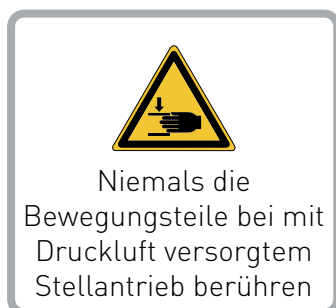 Niemals die
Bewegungsteile bei mit
Druckluft versorgtem
Stellantrieb berühren